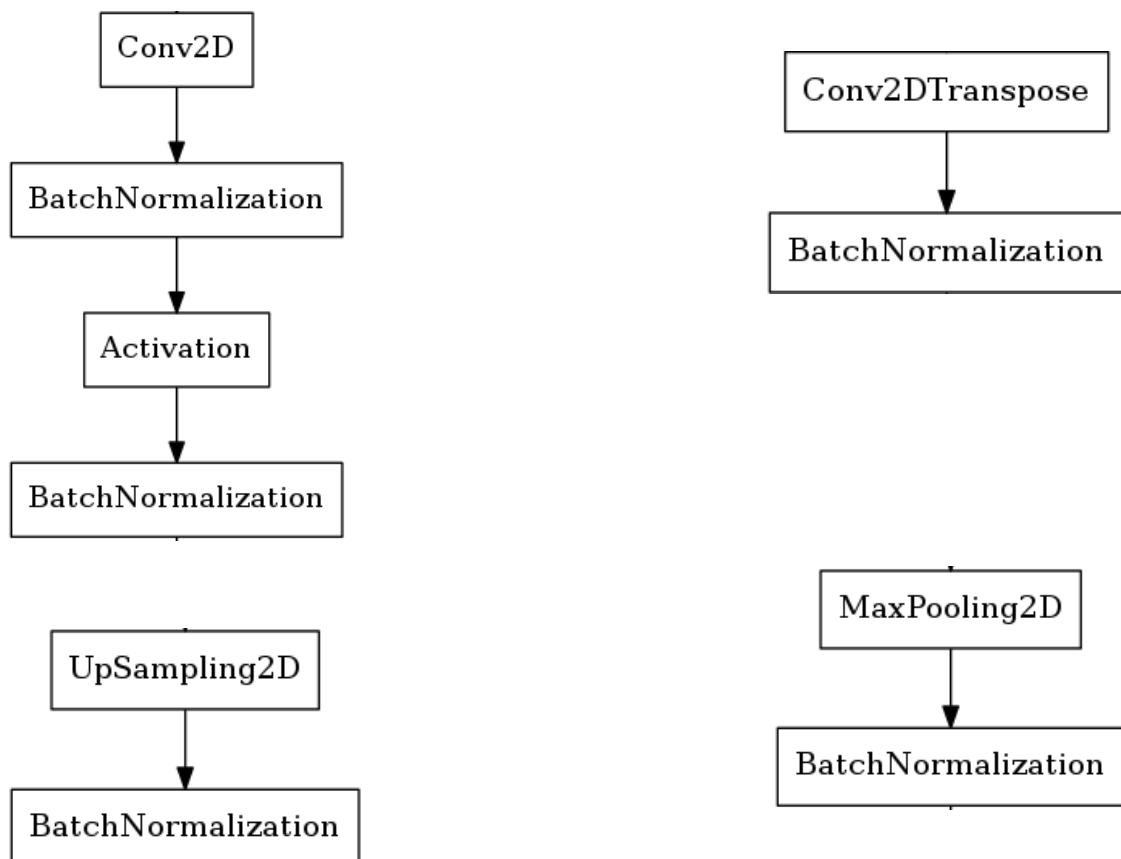 Conv2D
BatchNormalization
Activation
BatchNormalization
UpSampling2D
BatchNormalization
Conv2DTranspose
BatchNormalization
MaxPooling2D
BatchNormalization